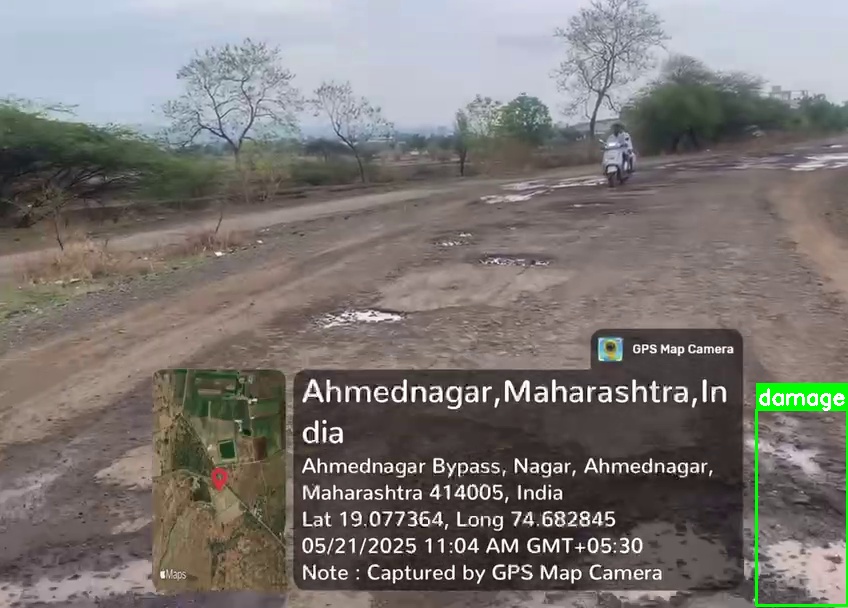 GPS Map Camera
Ahmednagar,Maharashtra,In
dia
Ahmednagar Bypass, Nagar, Ahmednagar,
Maharashtra 414005, India
Lat 19.077364, Long 74.682845
05/21/2025 11:04 AM GMT+05:30
Note : Captured by GPS Map Camera
Maps
damage